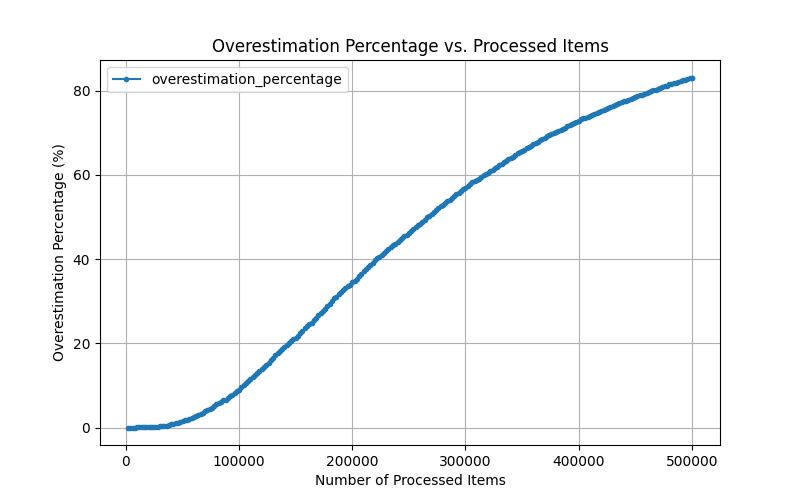 Overestimation Percentage vs. Processed Items
overestimation_percentage
Overestimation Percentage (%)
80
60
40
20
0
0 100000 200000 300000 400000 500000
Number of Processed Items